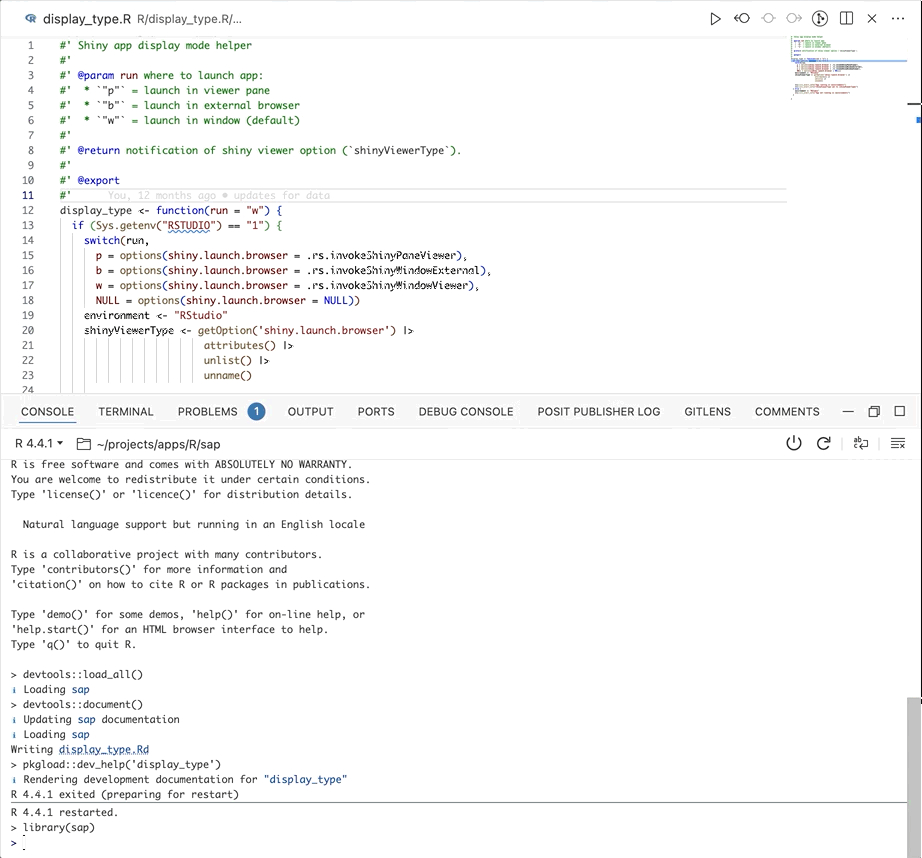 display_type.R R/display_type.R/...
1 #' Shiny app display mode helper
2 #'
3 #' @param run where to launch app:
4 #'  * `"p"` = launch in viewer pane
5 #'  * `"b"` = launch in external browser
6 #'  * `"w"` = launch in window (default)
7 #'
8 #' @return notification of shiny viewer option (`shinyViewerType`).
9 #'
10 #' @export
11 #' You, 12 months ago • updates for data
12 display_type <- function(run = "w") {
13 if (Sys.getenv("RSTUDIO") == "1") {
14 switch(run,
15 p = options(shiny.launch.browser = .rs.invokeShinyPaneViewer),
16 b = options(shiny.launch.browser = .rs.invokeShinyWindowExternal),
17 w = options(shiny.launch.browser = .rs.invokeShinyWindowViewer),
18 NULL = options(shiny.launch.browser = NULL))
19 environment <- "RStudio"
20 shinyViewerType <- getOption('shiny.launch.browser') |>
21 attributes() |>
22 unlist() |>
23 unname()
24
CONSOLE TERMINAL PROBLEMS 1 OUTPUT PORTS DEBUG CONSOLE POSIT PUBLISHER LOG GITLENS COMMENTS
R 4.4.1 ~/projects/apps/R/sap
R is free software and comes with ABSOLUTELY NO WARRANTY.
You are welcome to redistribute it under certain conditions.
Type 'license()' or 'licence()' for distribution details.
Natural language support but running in an English locale
R is a collaborative project with many contributors.
Type 'contributors()' for more information and
'citation()' on how to cite R or R packages in publications.
Type 'demo()' for some demos, 'help()' for on-line help, or
'help.start()' for an HTML browser interface to help.
Type 'q()' to quit R.
> devtools::load_all()
ℹ Loading sap
> devtools::document()
ℹ Updating sap documentation
ℹ Loading sap
Writing display_type.Rd
> pkgload::dev_help('display_type')
ℹ Rendering development documentation for "display_type"
R 4.4.1 exited (preparing for restart)
R 4.4.1 restarted.
> library(sap)
>